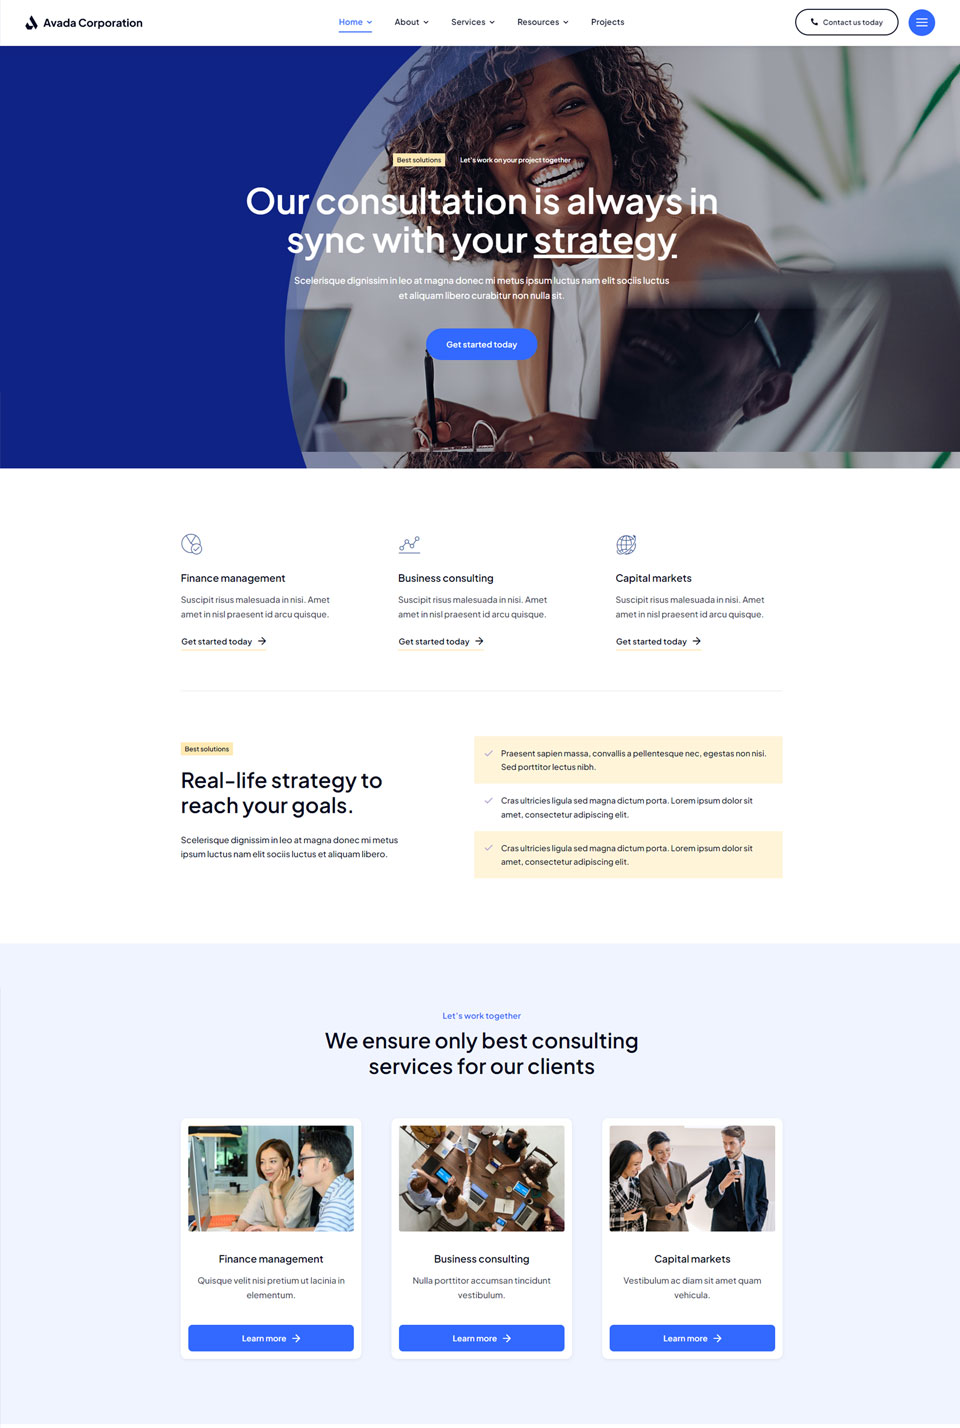 Avada Corporation
Home
About
Services
Resources
Projects
Contact us today
Best solutions
Let's work on your project together
Our consultation is always in
sync with your strategy
Scelerisque dignissim in leo at magna donec mi metus ipsum luctus nam elit sociis luctus
et aliquam libero curabitur non nulla sit.
Get started today
Finance management
Suscipit risus malesuada in nisi. Amet
amet in nisl praesent id arcu quisque.
Get started today
Business consulting
Suscipit risus malesuada in nisi. Amet
amet in nisl praesent id arcu quisque.
Get started today
Capital markets
Suscipit risus malesuada in nisi. Amet
amet in nisl praesent id arcu quisque.
Get started today
Best solutions
Real-life strategy to
reach your goals.
Scelerisque dignissim in leo at magna donec mi metus
ipsum luctus nam elit sociis luctus et aliquam libero.
Praesent sapien massa, convallis a pellentesque nec, egestas non nisi.
Sed porttitor lectus nibh.
Cras ultricies ligula sed magna dictum porta. Lorem ipsum dolor sit
amet, consectetur adipiscing elit.
Cras ultricies ligula sed magna dictum porta. Lorem ipsum dolor sit
amet, consectetur adipiscing elit.
Let's work together
We ensure only best consulting
services for our clients
Finance management
Quisque velit nisi pretium ut lacinia in
elementum.
Learn more
Business consulting
Nulla porttitor accumsan tincidunt
vestibulum.
Learn more
Capital markets
Vestibulum ac diam sit amet quam
vehicula.
Learn more